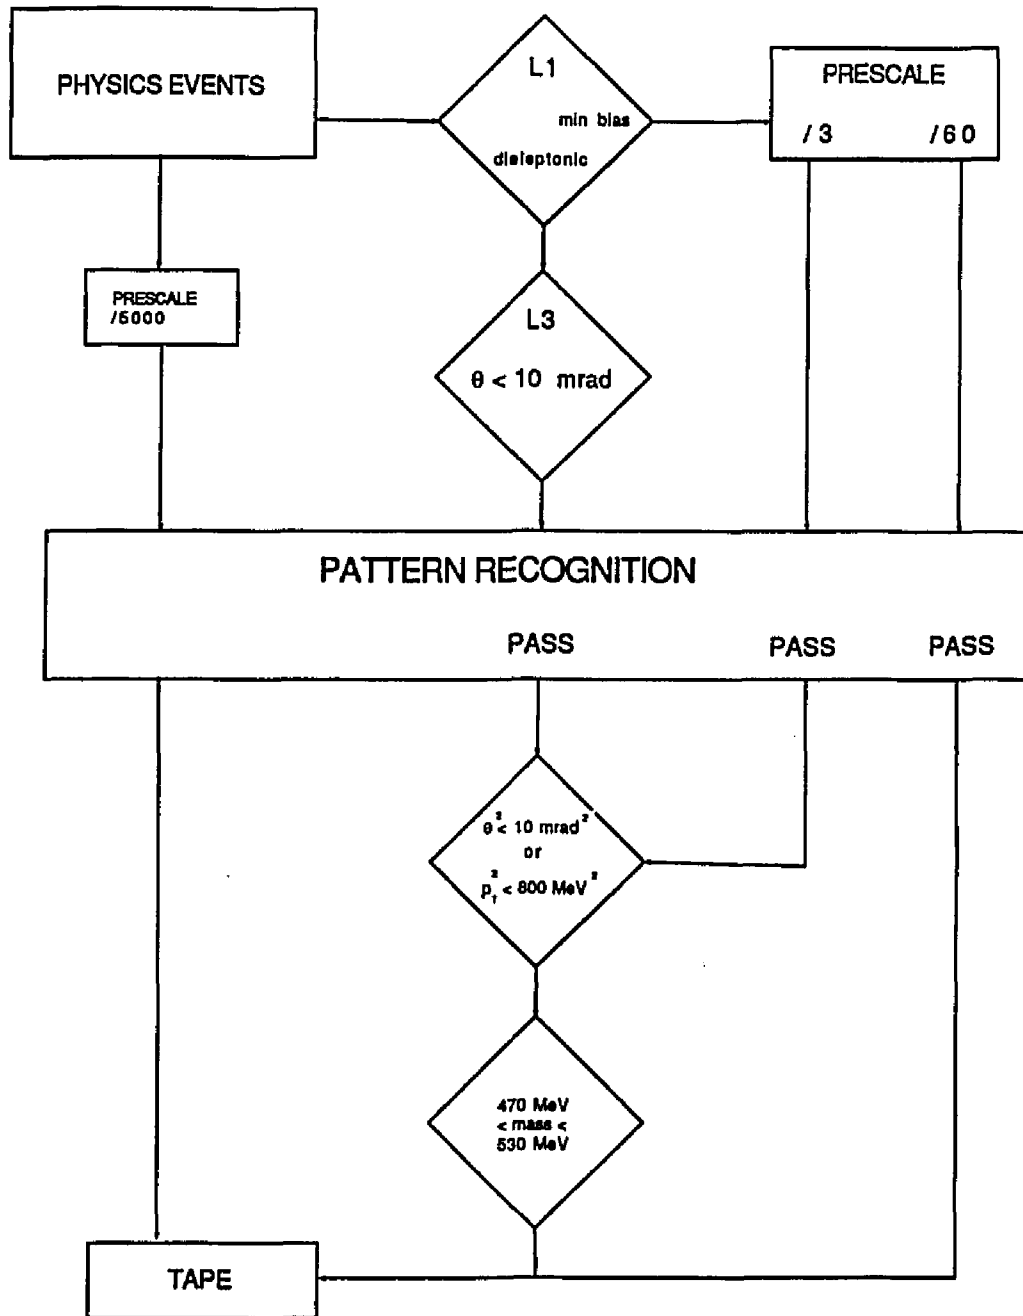 PHYSICS EVENTS
L1
min bias
dieleptonic
PRESCALE
/3 /60
PRESCALE
/5000
L3
θ < 10 mrad
PATTERN RECOGNITION
PASS PASS PASS
θ² < 10 mrad²
or
p_T² < 800 MeV²
470 MeV
< mass <
530 MeV
TAPE